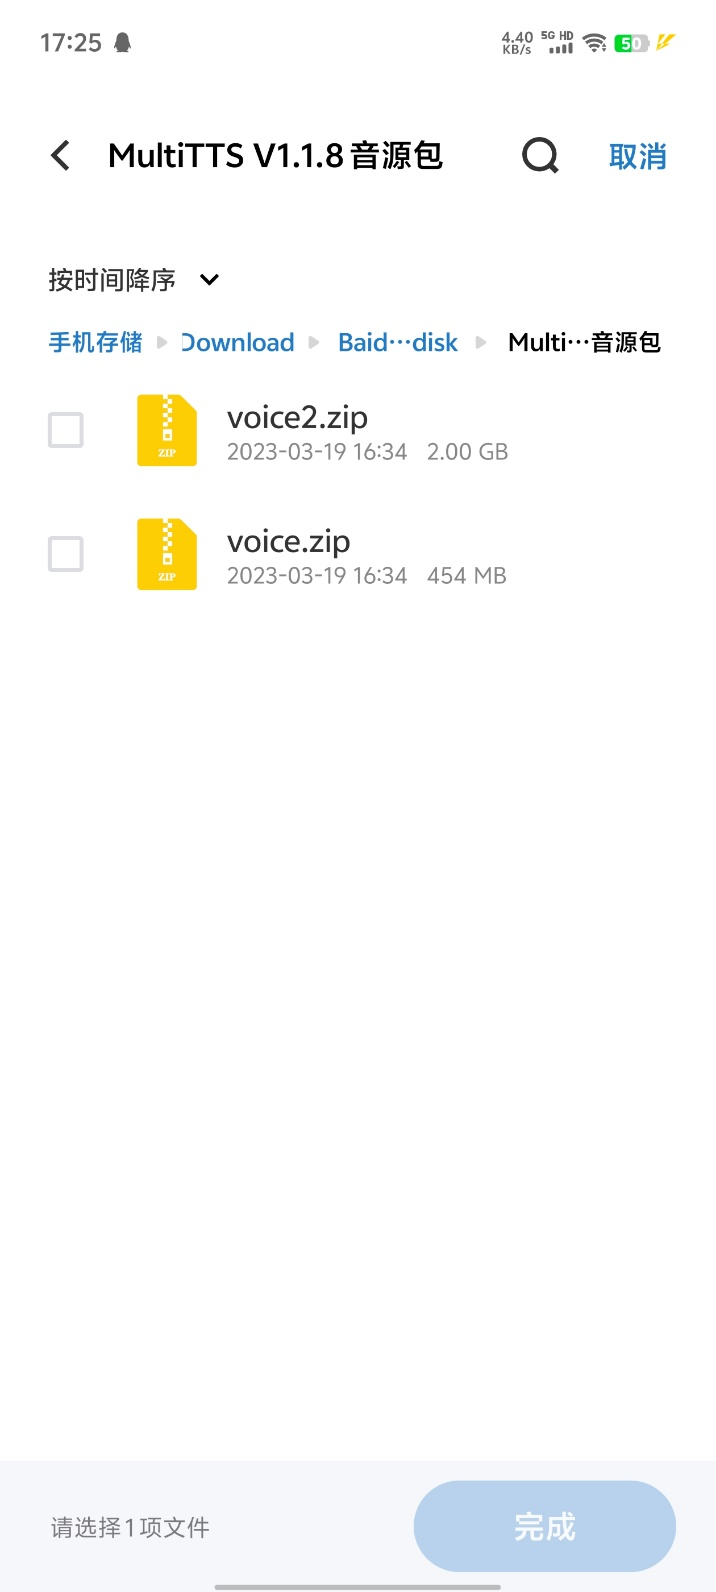 17:25 4.40 KB/s 5G HD 50
MultiTTS V1.1.8音源包 取消
按时间降序
手机存储 Download Baid···disk Multi···音源包
ZIP
voice2.zip
2023-03-19 16:34 2.00 GB
ZIP
voice.zip
2023-03-19 16:34 454 MB
请选择1项文件 完成